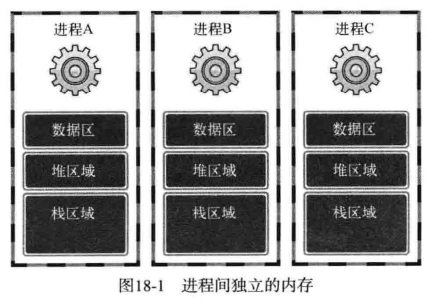 进程A 进程B 进程C
数据区 数据区 数据区
堆区域 堆区域 堆区域
栈区域 栈区域 栈区域
图18-1 进程间独立的内存